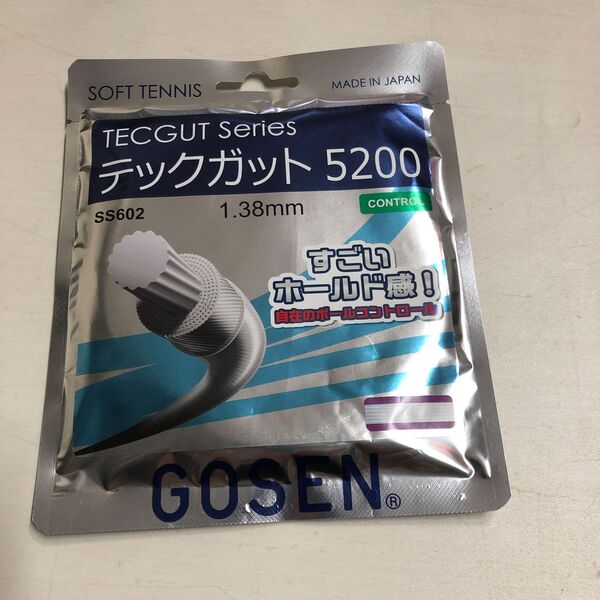 SOFT TENNIS
MADE IN JAPAN
TECGUT Series
テックガット 5200
SS602
1.38mm
CONTROL
すごい
ホールド感！
自在のボールコントロール
GOSEN®